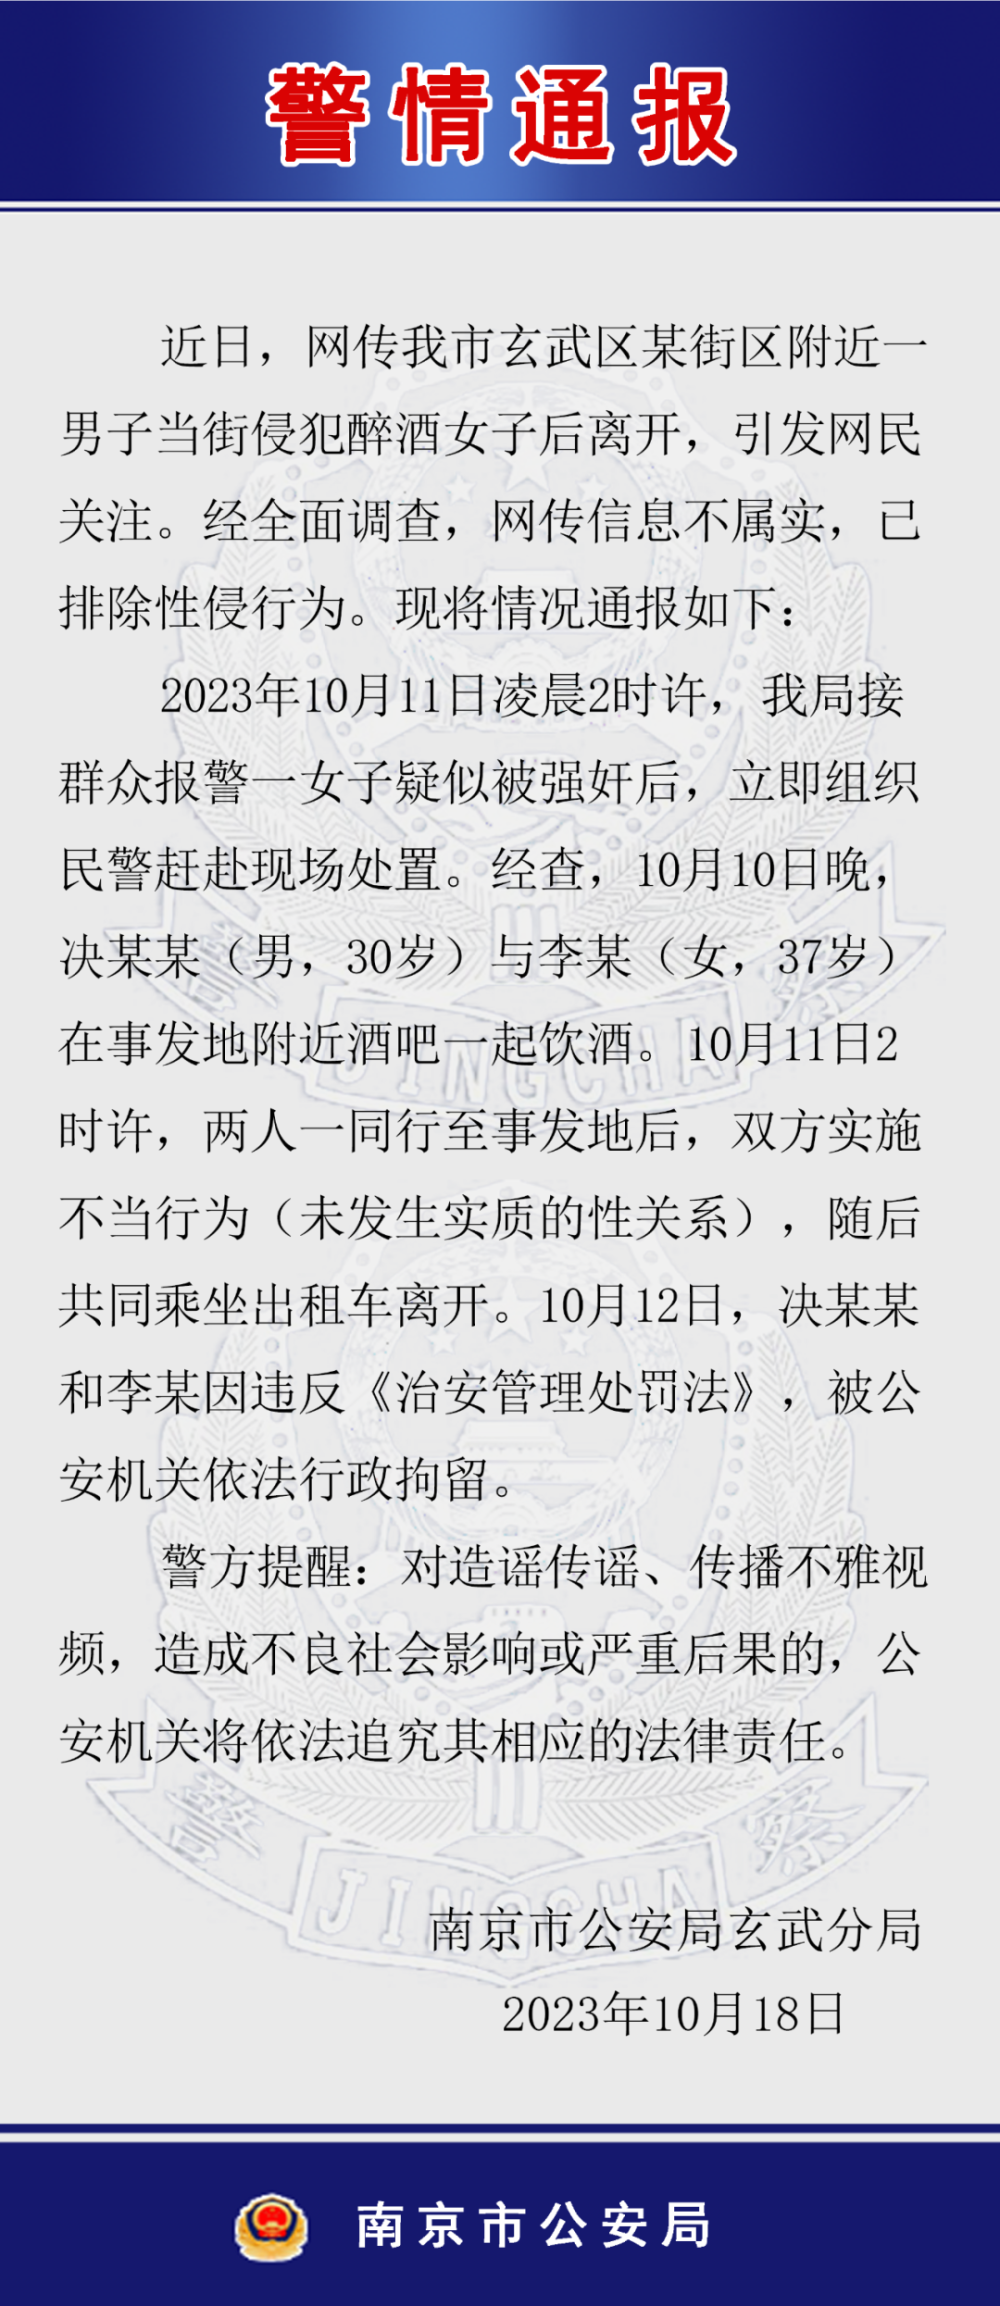 警情通报
近日，网传我市玄武区某街区附近一
男子当街侵犯醉酒女子后离开，引发网民
关注。经全面调查，网传信息不属实，已
排除性侵行为。现将情况通报如下：
2023年10月11日凌晨2时许，我局接
群众报警一女子疑似被强奸后，立即组织
民警赶赴现场处置。经查，10月10日晚，
决某某（男，30岁）与李某（女，37岁）
在事发地附近酒吧一起饮酒。10月11日2
时许，两人一同行至事发地后，双方实施
不当行为（未发生实质的性关系），随后
共同乘坐出租车离开。10月12日，决某某
和李某因违反《治安管理处罚法》，被公
安机关依法行政拘留。
警方提醒：对造谣传谣、传播不雅视
频，造成不良社会影响或严重后果的，公
安机关将依法追究其相应的法律责任。
南京市公安局玄武分局
2023年10月18日
南京市公安局
警察
JINGCHA
警察
JINGCHA